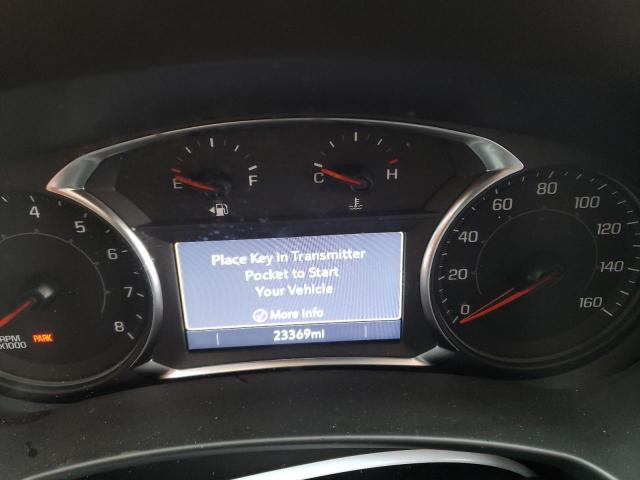 E F
C H
4 5 6 7 8
RPM
X1000
PARK
0 20 40 60 80 100 120 140 160
Place Key In Transmitter
Pocket to Start
Your Vehicle
More Info
23369mi